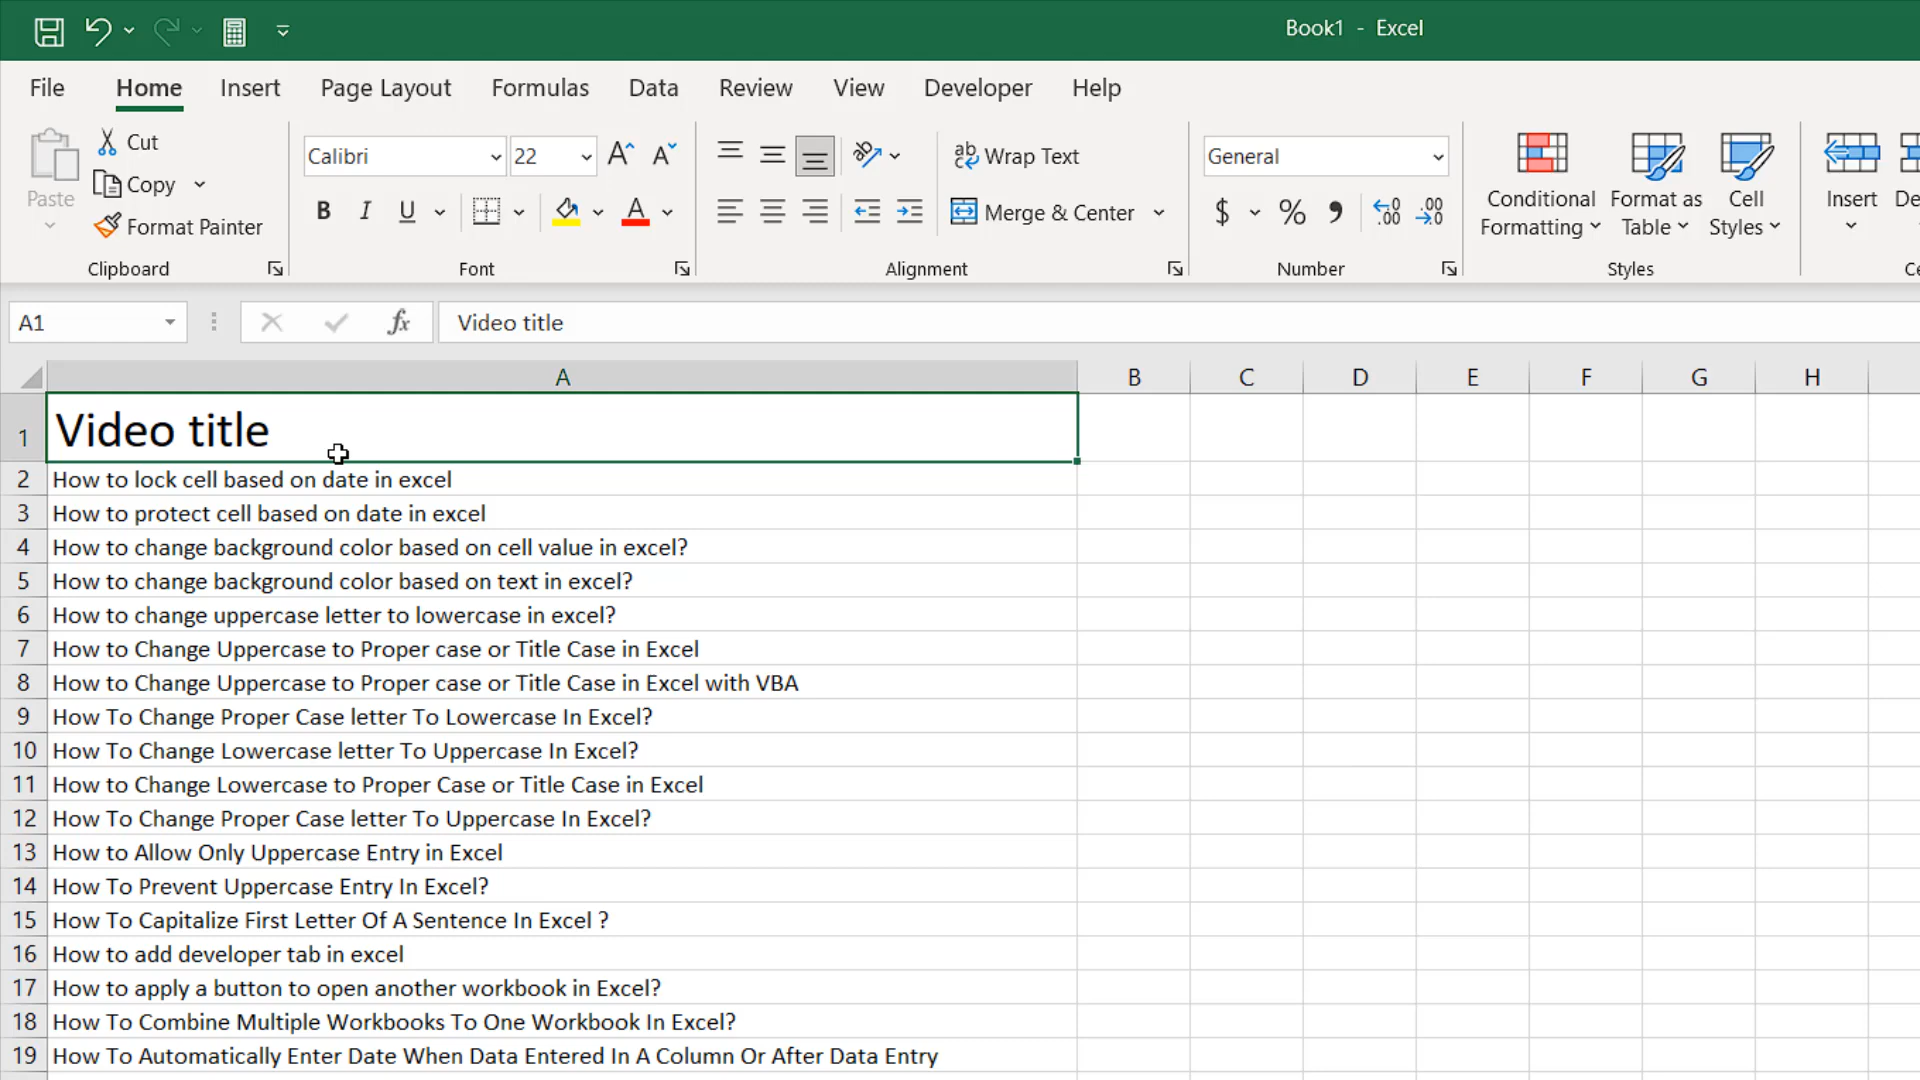 Book1 - Excel
File Home Insert Page Layout Formulas Data Review View Developer Help
Paste
Cut
Copy
Format Painter
Clipboard
Calibri 22
B I U
Font
Wrap Text
Merge & Center
Alignment
General
$ % , .00 .00
Number
Conditional Formatting
Format as Table
Cell Styles
Styles
Insert
A1 fx Video title
A B C D E F G H
1 Video title
2 How to lock cell based on date in excel
3 How to protect cell based on date in excel
4 How to change background color based on cell value in excel?
5 How to change background color based on text in excel?
6 How to change uppercase letter to lowercase in excel?
7 How to Change Uppercase to Proper case or Title Case in Excel
8 How to Change Uppercase to Proper case or Title Case in Excel with VBA
9 How To Change Proper Case letter To Lowercase In Excel?
10 How To Change Lowercase letter To Uppercase In Excel?
11 How to Change Lowercase to Proper Case or Title Case in Excel
12 How To Change Proper Case letter To Uppercase In Excel?
13 How to Allow Only Uppercase Entry in Excel
14 How To Prevent Uppercase Entry In Excel?
15 How To Capitalize First Letter Of A Sentence In Excel ?
16 How to add developer tab in excel
17 How to apply a button to open another workbook in Excel?
18 How To Combine Multiple Workbooks To One Workbook In Excel?
19 How To Automatically Enter Date When Data Entered In A Column Or After Data Entry